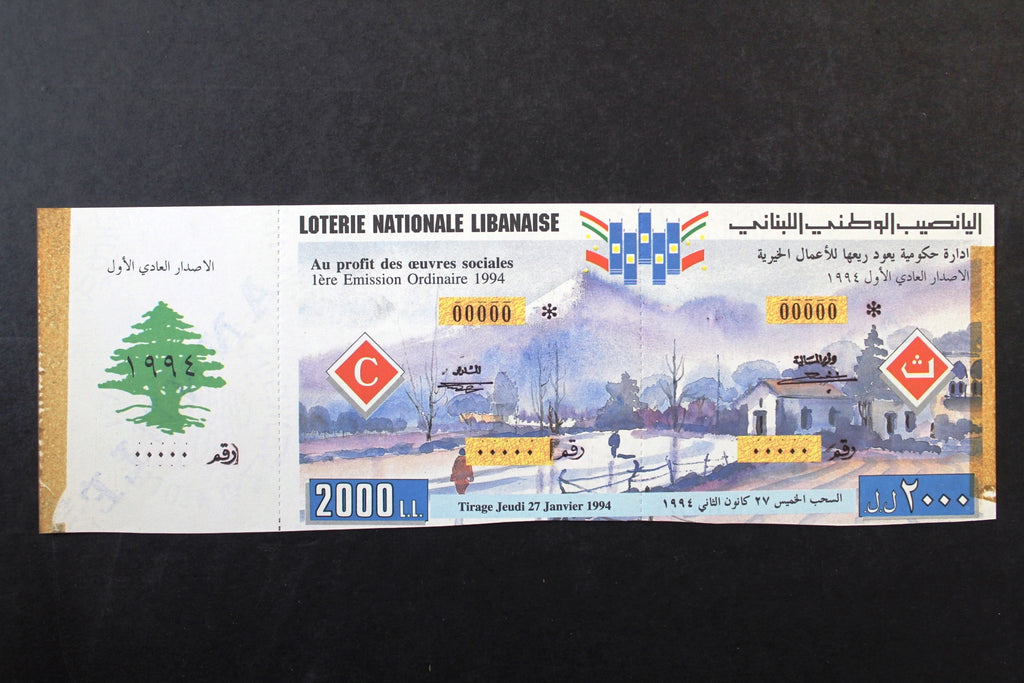 الاصدار العادي الأول
١٩٩٤
رقم
٠٠٠٠٠
LOTERIE NATIONALE LIBANAISE
اليانصيب الوطني اللبناني
Au profit des œuvres sociales
1ère Emission Ordinaire 1994
ادارة حكومية يعود ريعها للأعمال الخيرية
الاصدار العادي الأول ١٩٩٤
00000 *
00000 *
C
ث
وزير المالية
رقم ٠٠٠٠٠
رقم ٠٠٠٠٠
2000 L.L.
Tirage Jeudi 27 Janvier 1994
السحب الخميس ٢٧ كانون الثاني ١٩٩٤
٢٠٠٠ ل.ل.